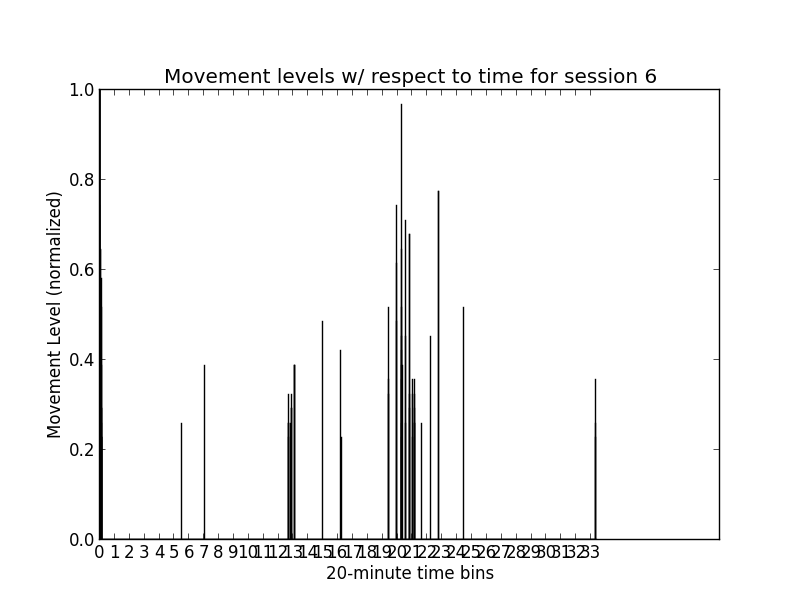 Movement levels w/ respect to time for session 6
1.0
0.8
0.6
0.4
0.2
0.0
Movement Level (normalized)
0 1 2 3 4 5 6 7 8 9 10 11 12 13 14 15 16 17 18 19 20 21 22 23 24 25 26 27 28 29 30 31 32 33
20-minute time bins